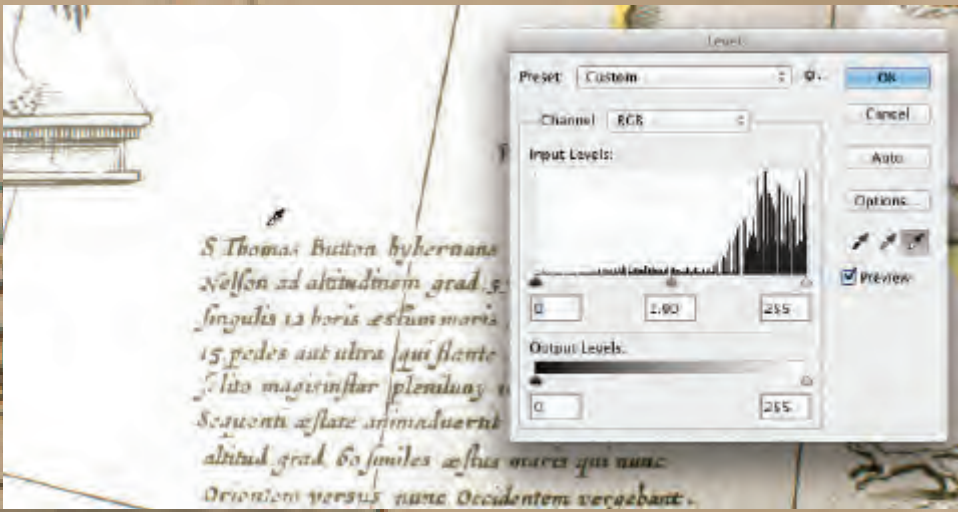 Levels
Preset: Custom
OK
Channel RGB
Cancel
Input Levels:
Auto
Options...
0
1.00
255
Preview
Output Levels:
0
255
S Thomas Button hyhernans
Nelson ad altitudinem grad.
singulis 12 horis æstum maris
15 pedes aut ultra qui flante
magis instar plenilunij
Sequenti æstate animaduertit
altitud grad. 60 similes æstus maris qui nunc
Orientem versus nunc Occidentem vergebant.